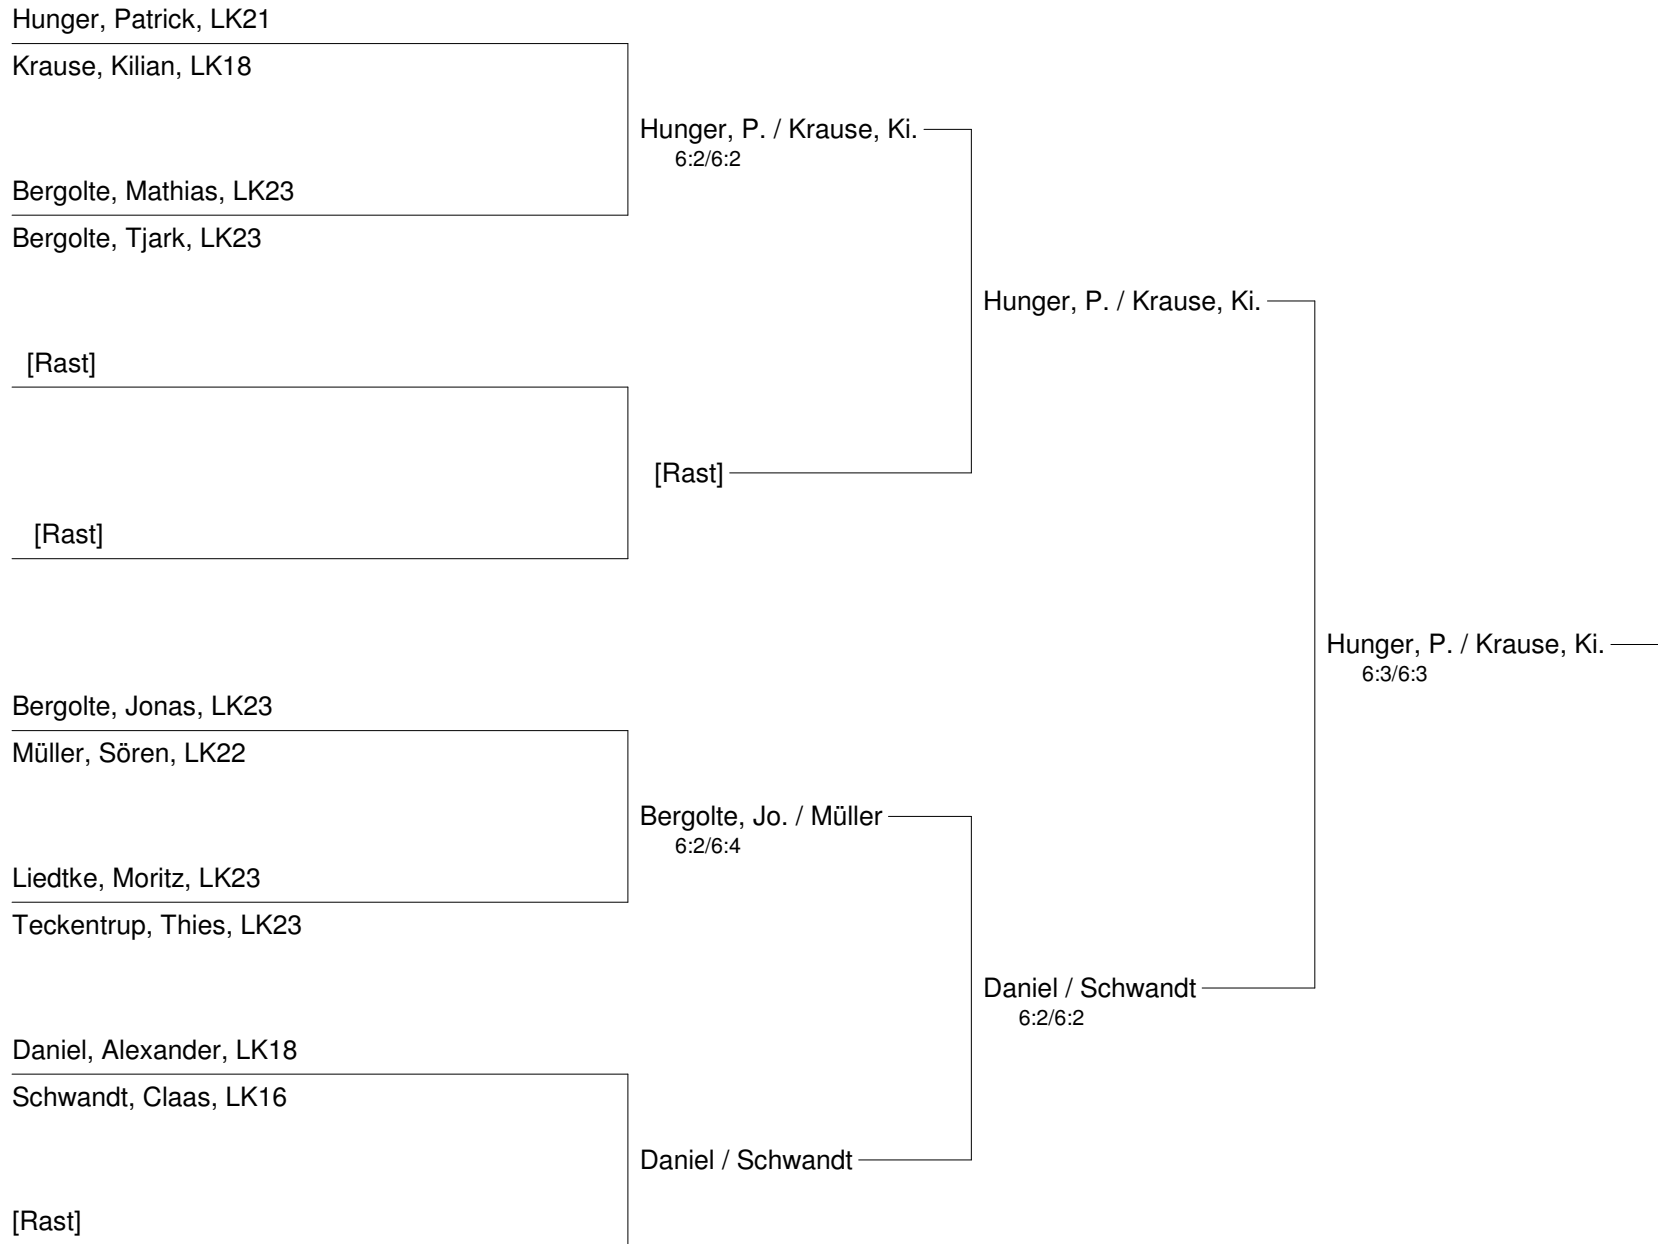 Hunger, Patrick, LK21
Krause, Kilian, LK18
Hunger, P. / Krause, Ki.
6:2/6:2
Bergolte, Mathias, LK23
Bergolte, Tjark, LK23
Hunger, P. / Krause, Ki.
[Rast]
[Rast]
[Rast]
Hunger, P. / Krause, Ki.
6:3/6:3
Bergolte, Jonas, LK23
Müller, Sören, LK22
Bergolte, Jo. / Müller
6:2/6:4
Liedtke, Moritz, LK23
Teckentrup, Thies, LK23
Daniel / Schwandt
6:2/6:2
Daniel, Alexander, LK18
Schwandt, Claas, LK16
Daniel / Schwandt
[Rast]